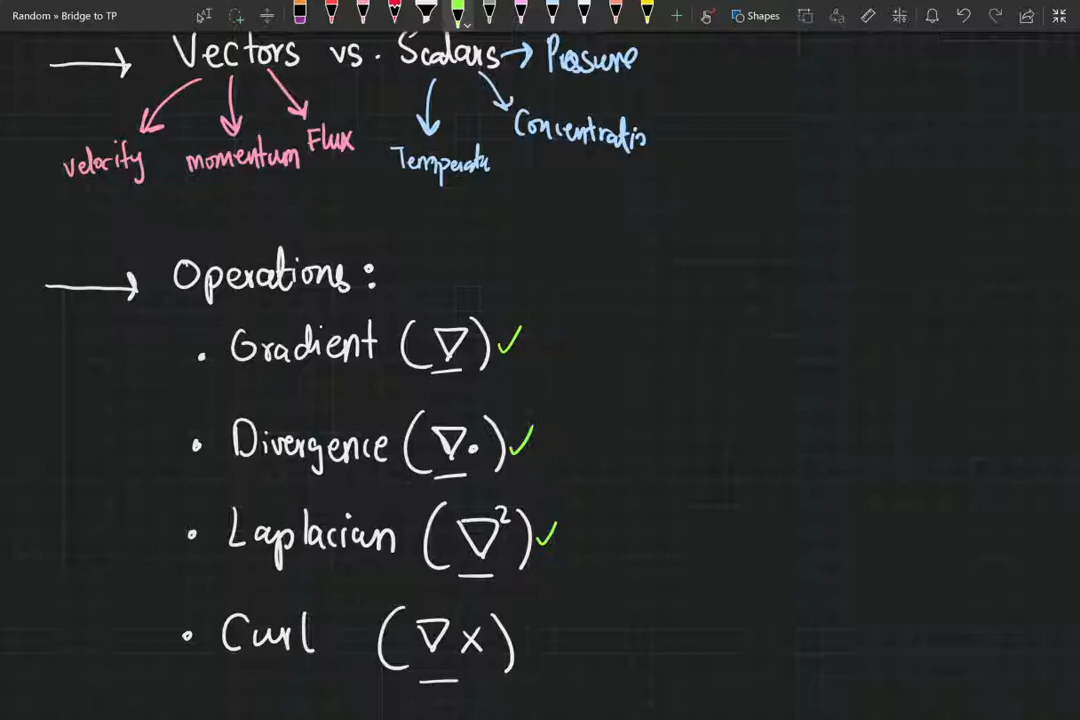 Random » Bridge to TP
Shapes
→ Vectors vs. Scalars → Pressure
velocity momentum Flux Temperatu Concentratio
→ Operations:
. Gradient (∇) ✓
• Divergence (∇•) ✓
• Laplacian (∇²) ✓
• Curl (∇ x)